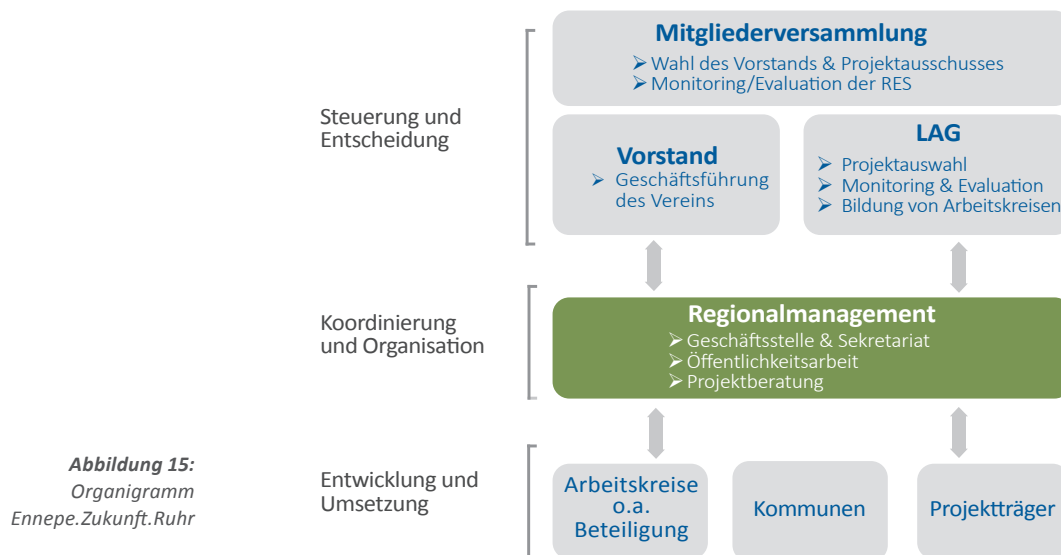 Mitgliederversammlung
➢ Wahl des Vorstands & Projektausschusses
➢ Monitoring/Evaluation der RES
Steuerung und
Entscheidung
Vorstand
➢ Geschäftsführung
des Vereins
LAG
➢ Projektauswahl
➢ Monitoring & Evaluation
➢ Bildung von Arbeitskreisen
Koordinierung
und Organisation
Regionalmanagement
➢ Geschäftsstelle & Sekretariat
➢ Öffentlichkeitsarbeit
➢ Projektberatung
Abbildung 15:
Organigramm
Ennepe.Zukunft.Ruhr
Entwicklung und
Umsetzung
Arbeitskreise
o.a.
Beteiligung
Kommunen
Projektträger